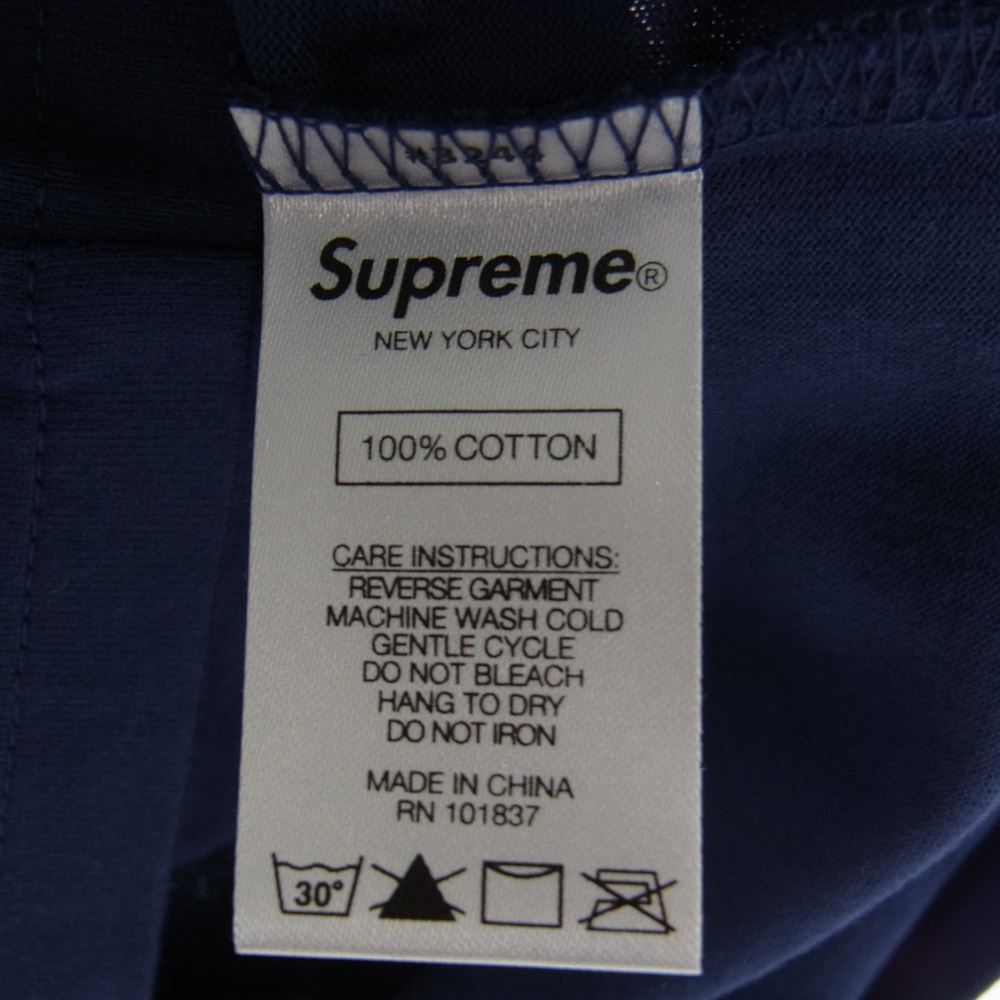 Supreme®
NEW YORK CITY
100% COTTON
CARE INSTRUCTIONS:
REVERSE GARMENT
MACHINE WASH COLD
GENTLE CYCLE
DO NOT BLEACH
HANG TO DRY
DO NOT IRON
MADE IN CHINA
RN 101837
30°